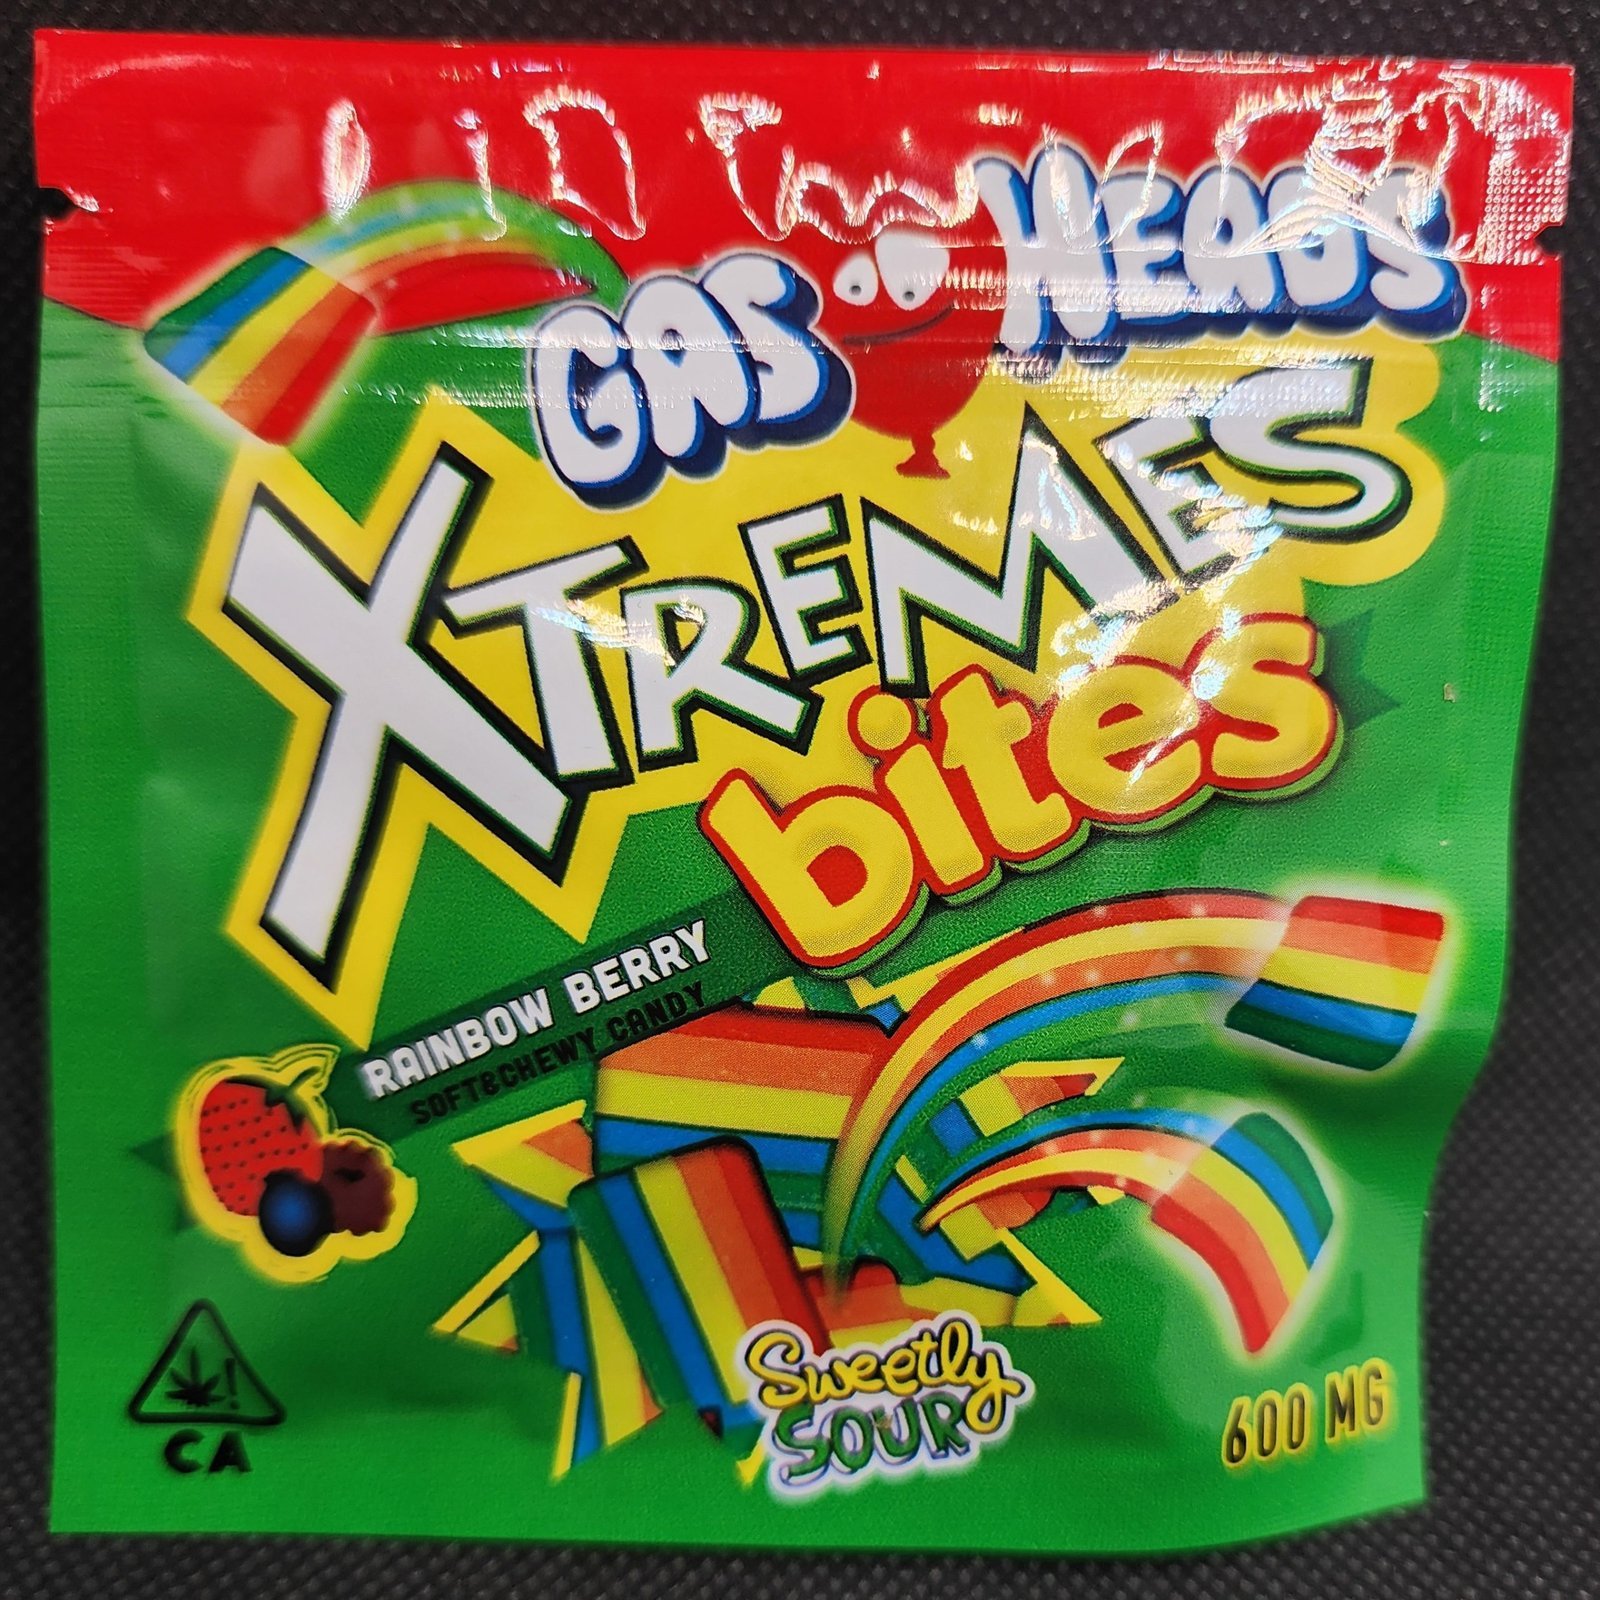 GAS HEADS
XTREMES
bites
RAINBOW BERRY
SOFT&CHEWY CANDY
Sweetly
SOUR
!
CA
600 MG